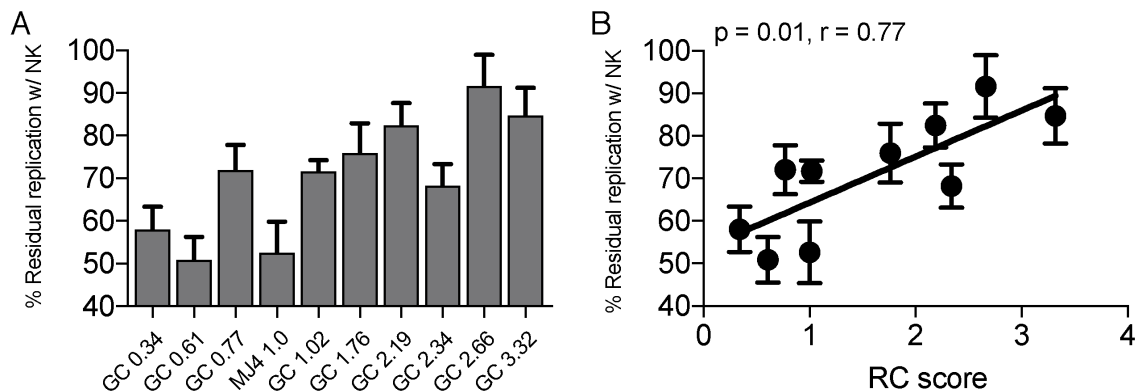 A
% Residual replication w/ NK
100
90
80
70
60
50
40
GC 0.34
GC 0.61
GC 0.77
MJ4 1.0
GC 1.02
GC 1.76
GC 2.19
GC 2.34
GC 2.66
GC 3.32
B
p = 0.01, r = 0.77
% Residual replication w/ NK
100
90
80
70
60
50
40
0 1 2 3 4
RC score